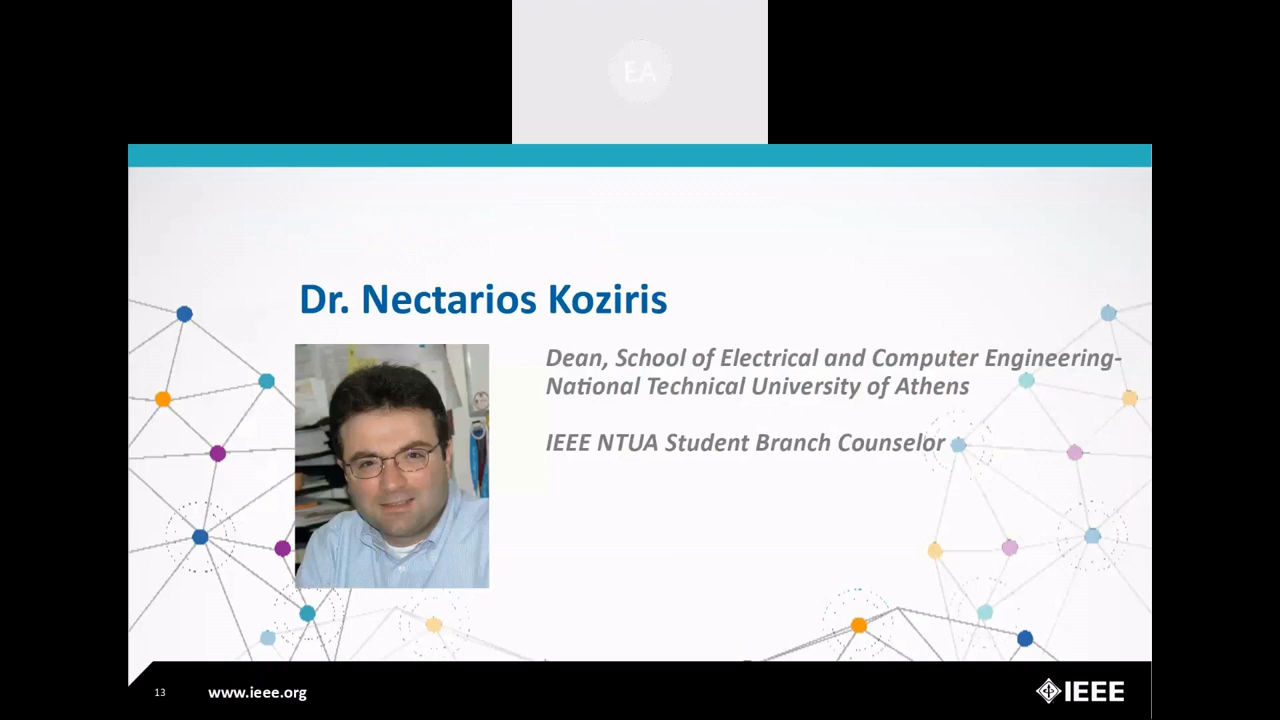 EA
Dr. Nectarios Koziris
Dean, School of Electrical and Computer Engineering-
National Technical University of Athens
IEEE NTUA Student Branch Counselor
13
www.ieee.org
IEEE